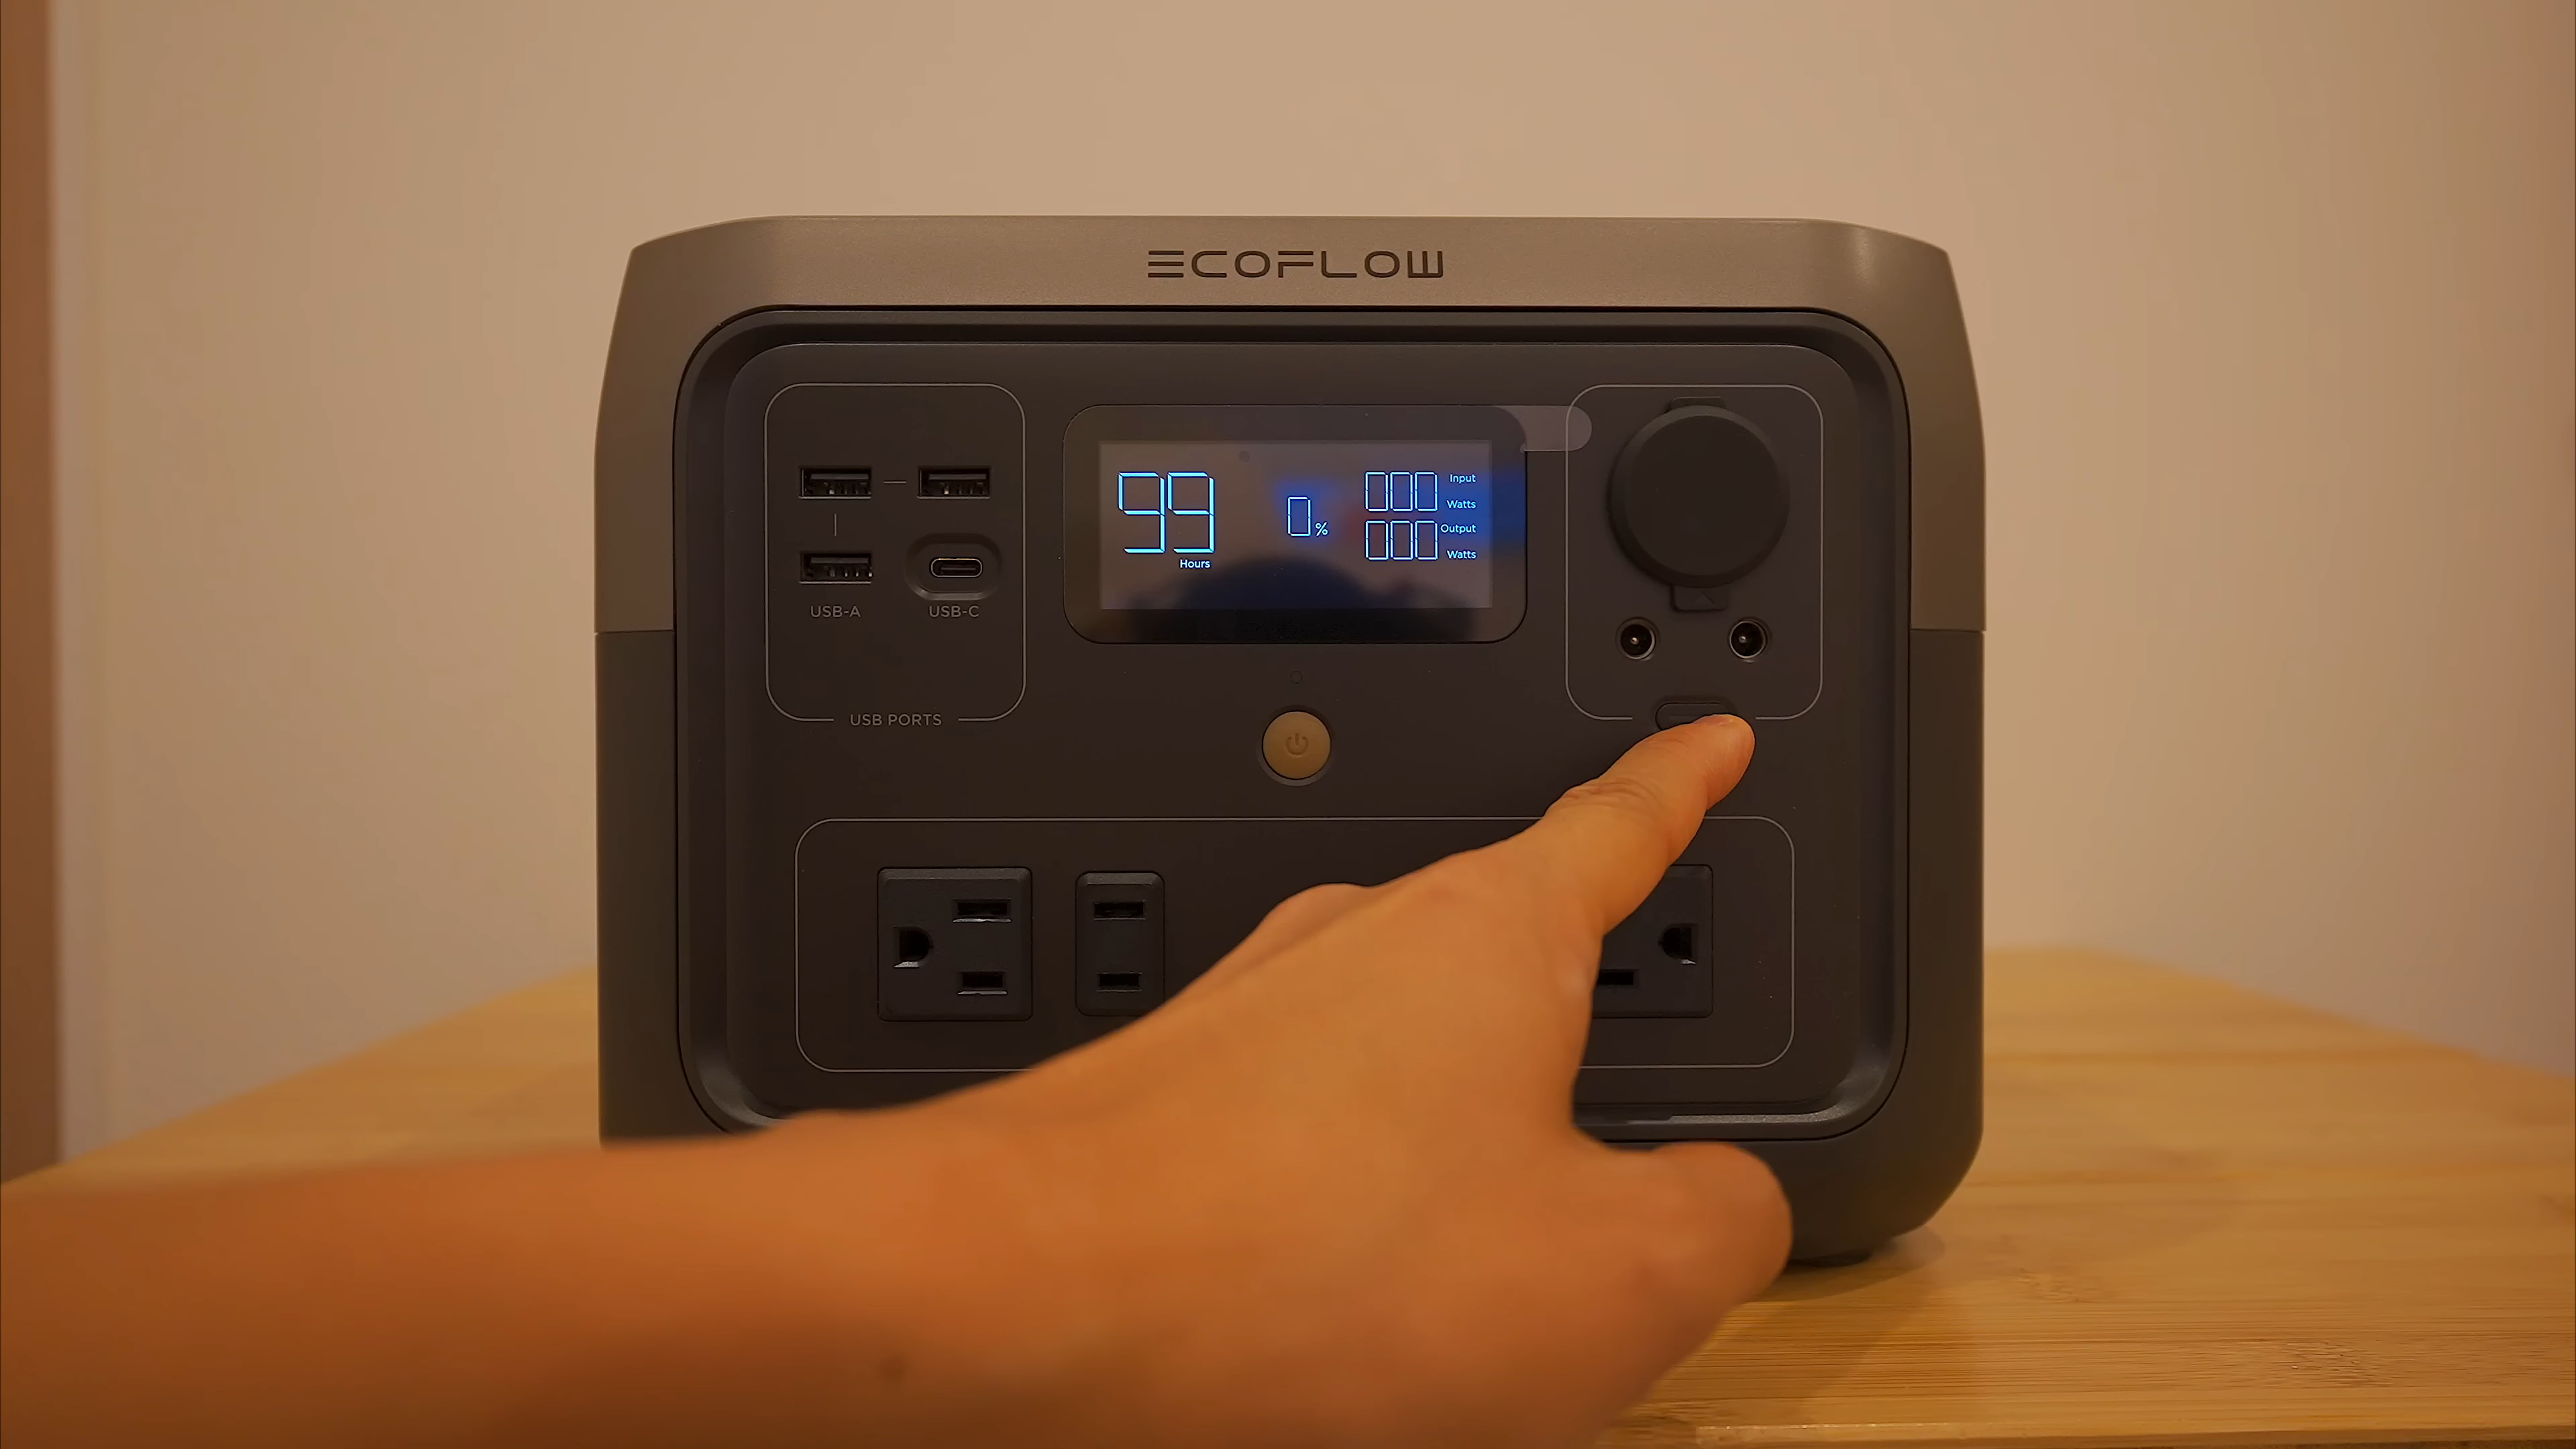 ECOFLOW
99
Hours
0%
000 Input Watts
000 Output Watts
USB-A
USB-C
USB PORTS